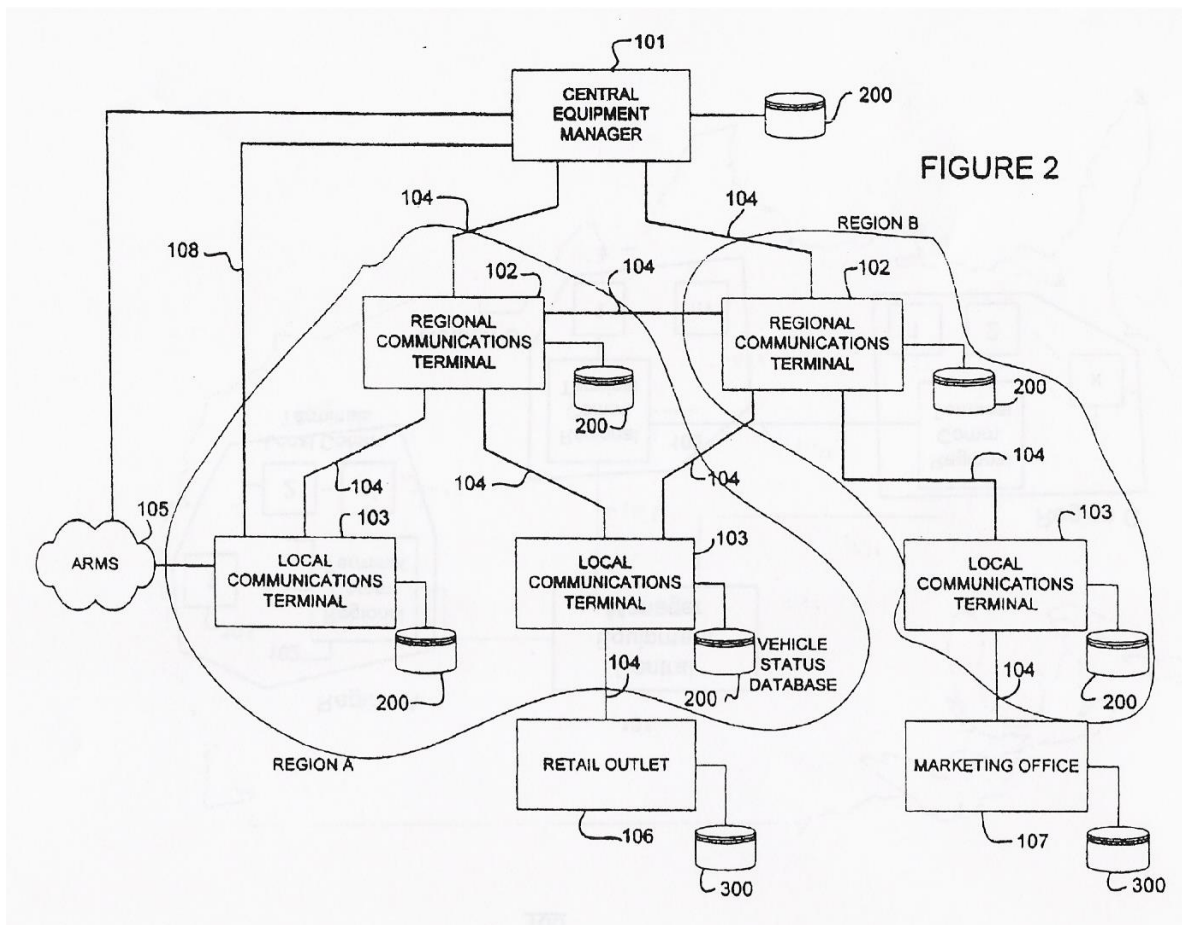 101
CENTRAL
EQUIPMENT
MANAGER
200
FIGURE 2
104
104
REGION B
108
102
104
102
REGIONAL
COMMUNICATIONS
TERMINAL
REGIONAL
COMMUNICATIONS
TERMINAL
200
200
104
104
104
104
105
103
103
103
ARMS
LOCAL
COMMUNICATIONS
TERMINAL
LOCAL
COMMUNICATIONS
TERMINAL
LOCAL
COMMUNICATIONS
TERMINAL
VEHICLE
STATUS
DATABASE
200
104
200
104
200
REGION A
RETAIL OUTLET
MARKETING OFFICE
106
107
300
300